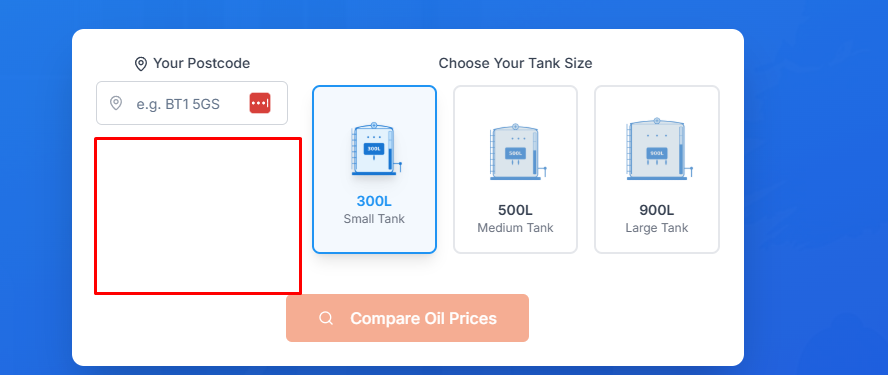 Your Postcode
e.g. BT1 5GS
Choose Your Tank Size
300L
300L
Small Tank
500L
500L
Medium Tank
900L
900L
Large Tank
Compare Oil Prices